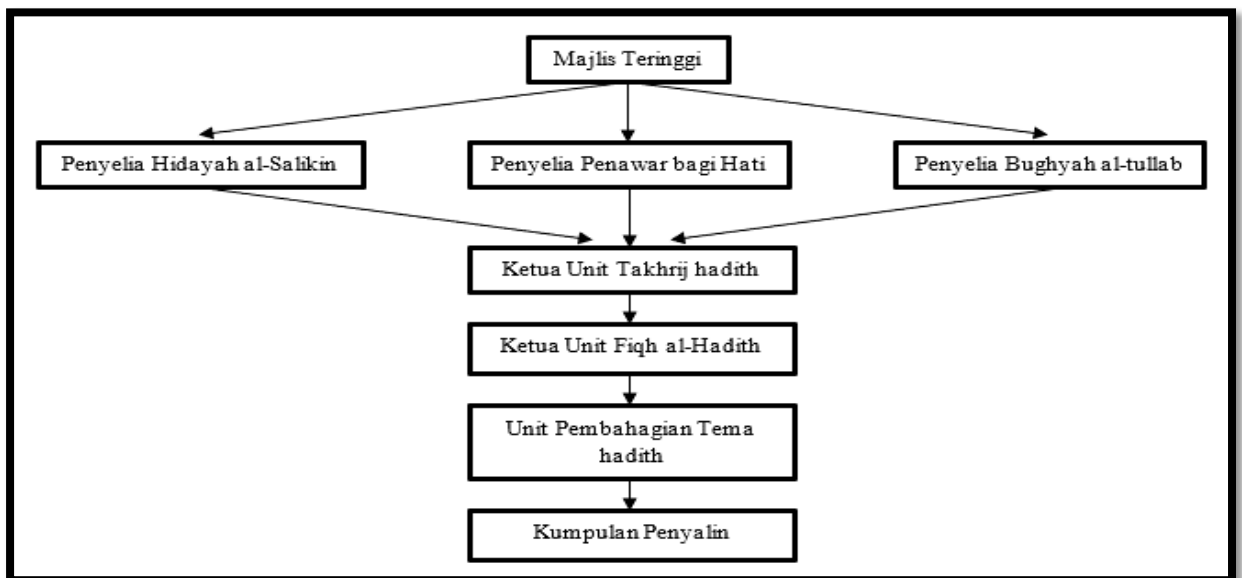 Majlis Teringgi
Penyelia Hidayah al-Salikin
Penyelia Penawar bagi Hati
Penyelia Bughyah al-tullab
Ketua Unit Takhrij hadith
Ketua Unit Fiqh al-Hadith
Unit Pembahagian Tema
hadith
Kumpulan Penyalin